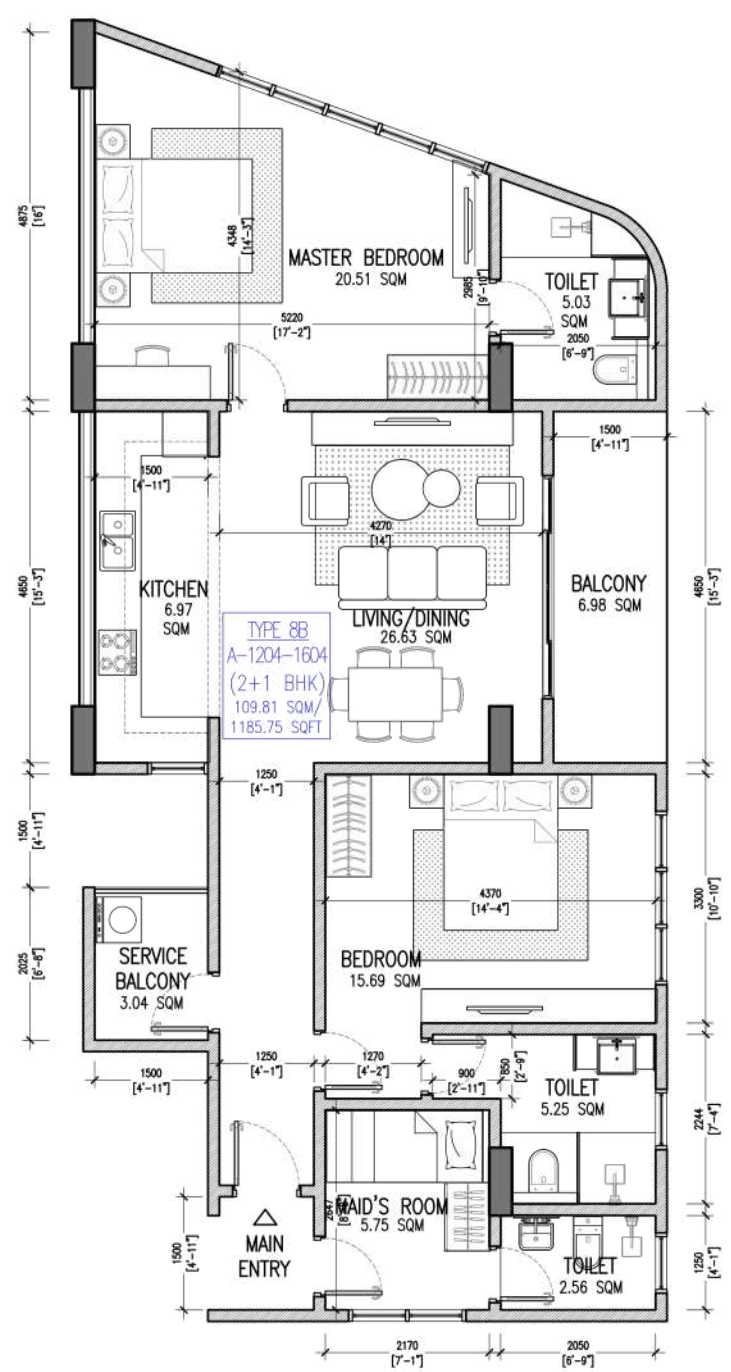 4875
[16']
4348
[14'-3"]
MASTER BEDROOM
20.51 SQM
2985
[9'-10"]
TOILET
5.03
SQM
5220
[17'-2"]
2050
[6'-9"]
1500
[4'-11"]
1500
[4'-11"]
4270
[14']
4650
[15'-3"]
KITCHEN
6.97
SQM
LIVING/DINING
26.63 SQM
BALCONY
6.98 SQM
4650
[15'-3"]
TYPE 8B
A-1204-1604
(2+1 BHK)
109.81 SQM/
1185.75 SQFT
1250
[4'-1"]
1500
[4'-11"]
4370
[14'-4"]
3300
[10'-10"]
2025
[6'-8"]
SERVICE
BALCONY
3.04 SQM
BEDROOM
15.69 SQM
1500
[4'-11"]
1250
[4'-1"]
1270
[4'-2"]
900
[2'-11"]
850
[2'-9"]
TOILET
5.25 SQM
2244
[7'-4"]
2647
MAID'S ROOM
5.75 SQM
1500
[4'-11"]
MAIN
ENTRY
TOILET
2.56 SQM
1250
[4'-1"]
2170
[7'-1"]
2050
[6'-9"]